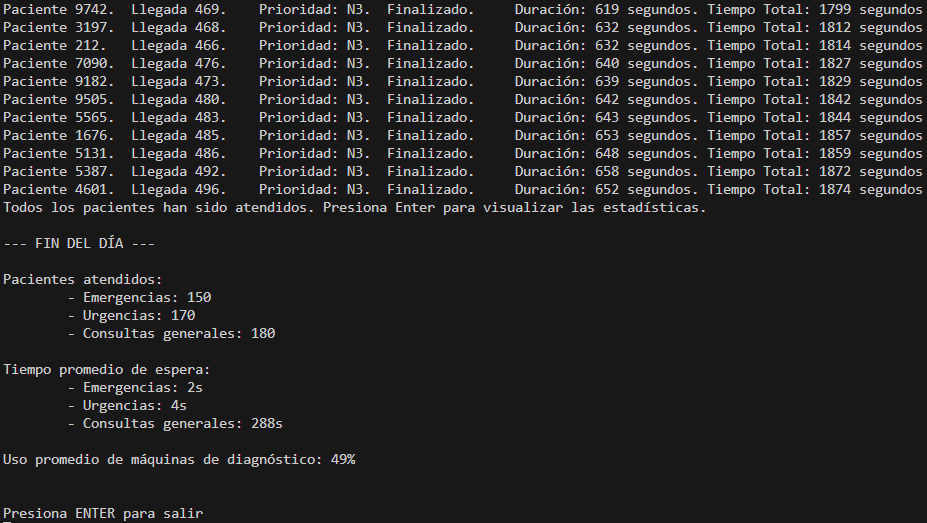 Paciente 9742. Llegada 469. Prioridad: N3. Finalizado. Duración: 619 segundos. Tiempo Total: 1799 segundos
Paciente 3197. Llegada 468. Prioridad: N3. Finalizado. Duración: 632 segundos. Tiempo Total: 1812 segundos
Paciente 212. Llegada 466. Prioridad: N3. Finalizado. Duración: 632 segundos. Tiempo Total: 1814 segundos
Paciente 7090. Llegada 476. Prioridad: N3. Finalizado. Duración: 640 segundos. Tiempo Total: 1827 segundos
Paciente 9182. Llegada 473. Prioridad: N3. Finalizado. Duración: 639 segundos. Tiempo Total: 1829 segundos
Paciente 9505. Llegada 480. Prioridad: N3. Finalizado. Duración: 642 segundos. Tiempo Total: 1842 segundos
Paciente 5565. Llegada 483. Prioridad: N3. Finalizado. Duración: 643 segundos. Tiempo Total: 1844 segundos
Paciente 1676. Llegada 485. Prioridad: N3. Finalizado. Duración: 653 segundos. Tiempo Total: 1857 segundos
Paciente 5131. Llegada 486. Prioridad: N3. Finalizado. Duración: 648 segundos. Tiempo Total: 1859 segundos
Paciente 5387. Llegada 492. Prioridad: N3. Finalizado. Duración: 658 segundos. Tiempo Total: 1872 segundos
Paciente 4601. Llegada 496. Prioridad: N3. Finalizado. Duración: 652 segundos. Tiempo Total: 1874 segundos
Todos los pacientes han sido atendidos. Presiona Enter para visualizar las estadísticas.
--- FIN DEL DÍA ---
Pacientes atendidos:
- Emergencias: 150
- Urgencias: 170
- Consultas generales: 180
Tiempo promedio de espera:
- Emergencias: 2s
- Urgencias: 4s
- Consultas generales: 288s
Uso promedio de máquinas de diagnóstico: 49%
Presiona ENTER para salir